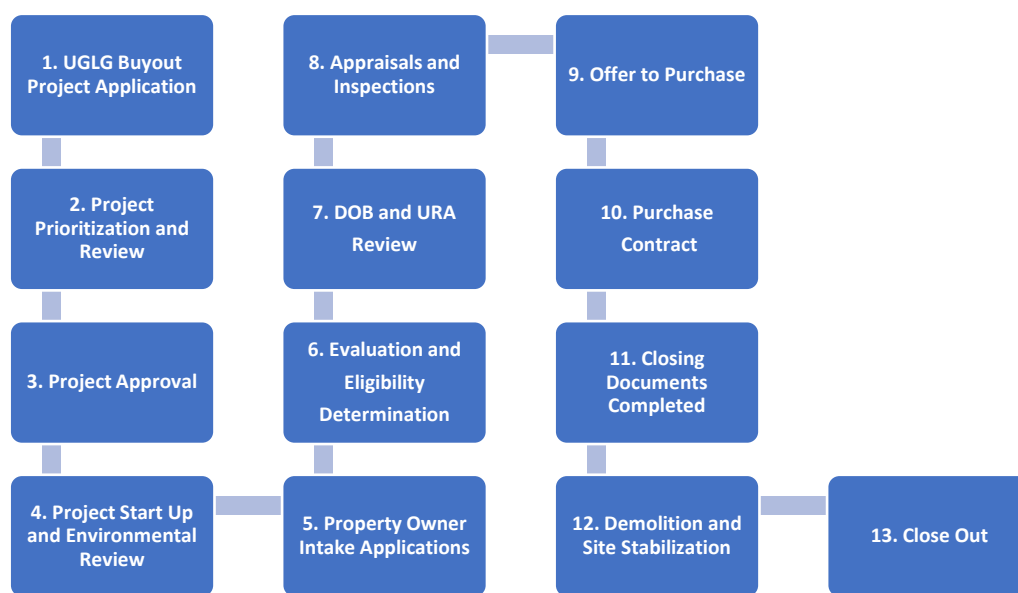 1. UGLG Buyout
Project Application
2. Project
Prioritization and
Review
3. Project Approval
4. Project Start Up
and Environmental
Review
5. Property Owner
Intake Applications
6. Evaluation and
Eligibility
Determination
7. DOB and URA
Review
8. Appraisals and
Inspections
9. Offer to Purchase
10. Purchase
Contract
11. Closing
Documents
Completed
12. Demolition and
Site Stabilization
13. Close Out